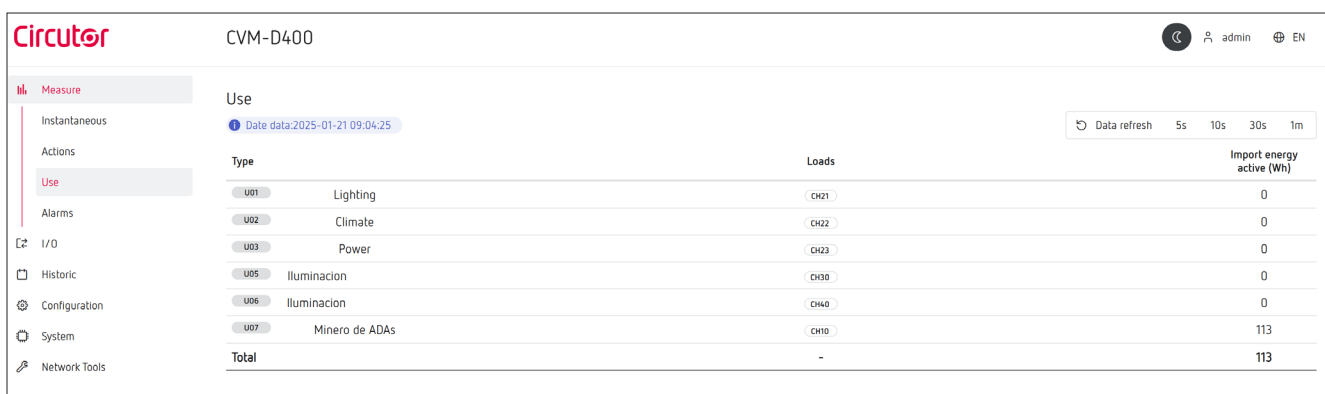 Circutor
CVM-D400
admin
EN
Measure
Instantaneous
Actions
Use
Alarms
I/O
Historic
Configuration
System
Network Tools
Use
Date data:2025-01-21 09:04:25
Data refresh 5s 10s 30s 1m
Type Loads Import energy
active (Wh)
U01 Lighting CH21 0
U02 Climate CH22 0
U03 Power CH23 0
U05 Iluminacion CH30 0
U06 Iluminacion CH40 0
U07 Minero de ADAs CH10 113
Total - 113